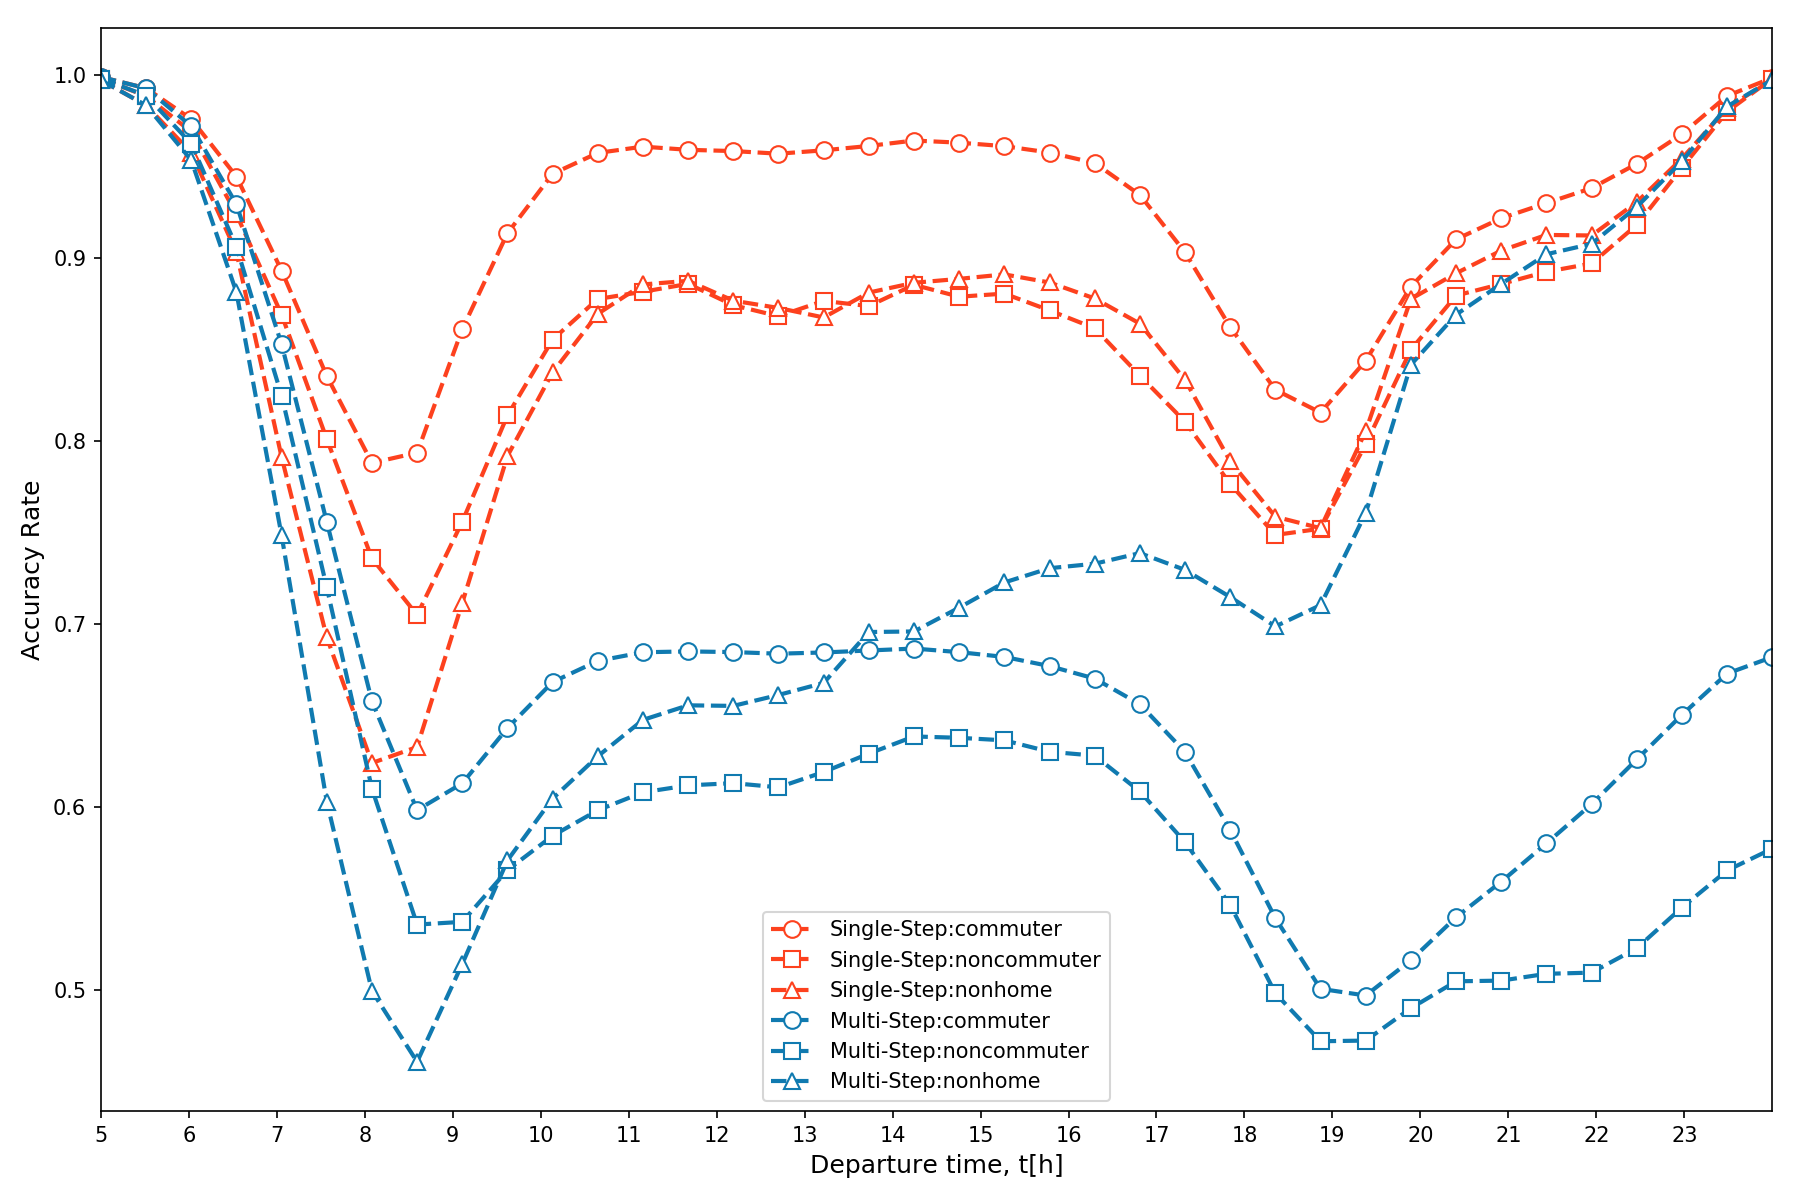 1.0
0.9
0.8
0.7
0.6
0.5
Accuracy Rate
Single-Step:commuter
Single-Step:noncommuter
Single-Step:nonhome
Multi-Step:commuter
Multi-Step:noncommuter
Multi-Step:nonhome
5 6 7 8 9 10 11 12 13 14 15 16 17 18 19 20 21 22 23
Departure time, t[h]